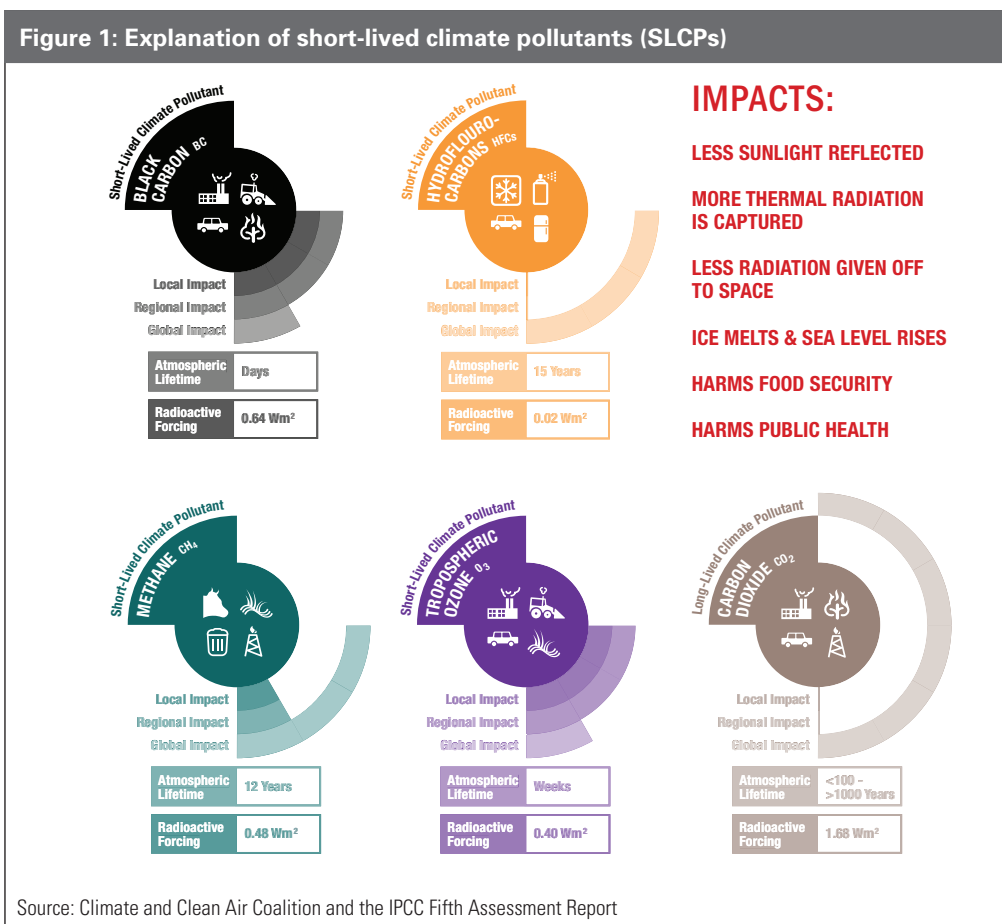 Figure 1: Explanation of short-lived climate pollutants (SLCPs)
Short-Lived Climate Pollutant
BLACK
CARBON BC
Local Impact
Regional Impact
Global Impact
Atmospheric
Lifetime
Days
Radioactive
Forcing
0.64 Wm²
Short-Lived Climate Pollutant
HYDROFLOURO-
CARBONS HFCs
Local Impact
Regional Impact
Global Impact
Atmospheric
Lifetime
15 Years
Radioactive
Forcing
0.02 Wm²
IMPACTS:
LESS SUNLIGHT REFLECTED
MORE THERMAL RADIATION
IS CAPTURED
LESS RADIATION GIVEN OFF
TO SPACE
ICE MELTS & SEA LEVEL RISES
HARMS FOOD SECURITY
HARMS PUBLIC HEALTH
Short-Lived Climate Pollutant
METHANE CH₄
Local Impact
Regional Impact
Global Impact
Atmospheric
Lifetime
12 Years
Radioactive
Forcing
0.48 Wm²
Short-Lived Climate Pollutant
TROPOSPHERIC
OZONE O₃
Local Impact
Regional Impact
Global Impact
Atmospheric
Lifetime
Weeks
Radioactive
Forcing
0.40 Wm²
Long-Lived Climate Pollutant
CARBON
DIOXIDE CO₂
Local Impact
Regional Impact
Global Impact
Atmospheric
Lifetime
<100 –
>1000 Years
Radioactive
Forcing
1.68 Wm²
Source: Climate and Clean Air Coalition and the IPCC Fifth Assessment Report